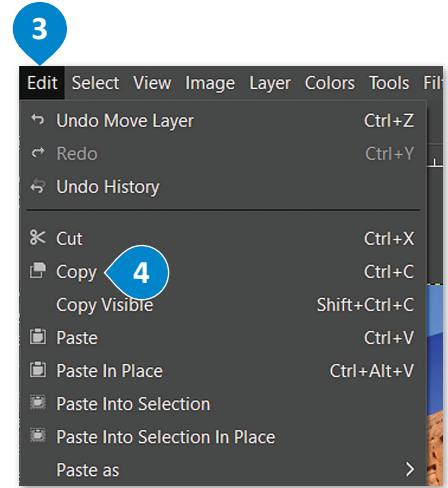 3
Edit Select View Image Layer Colors Tools
Undo Move Layer Ctrl+Z
Redo Ctrl+Y
Undo History
Cut Ctrl+X
Copy 4 Ctrl+C
Copy Visible Shift+Ctrl+C
Paste Ctrl+V
Paste In Place Ctrl+Alt+V
Paste Into Selection
Paste Into Selection In Place
Paste as